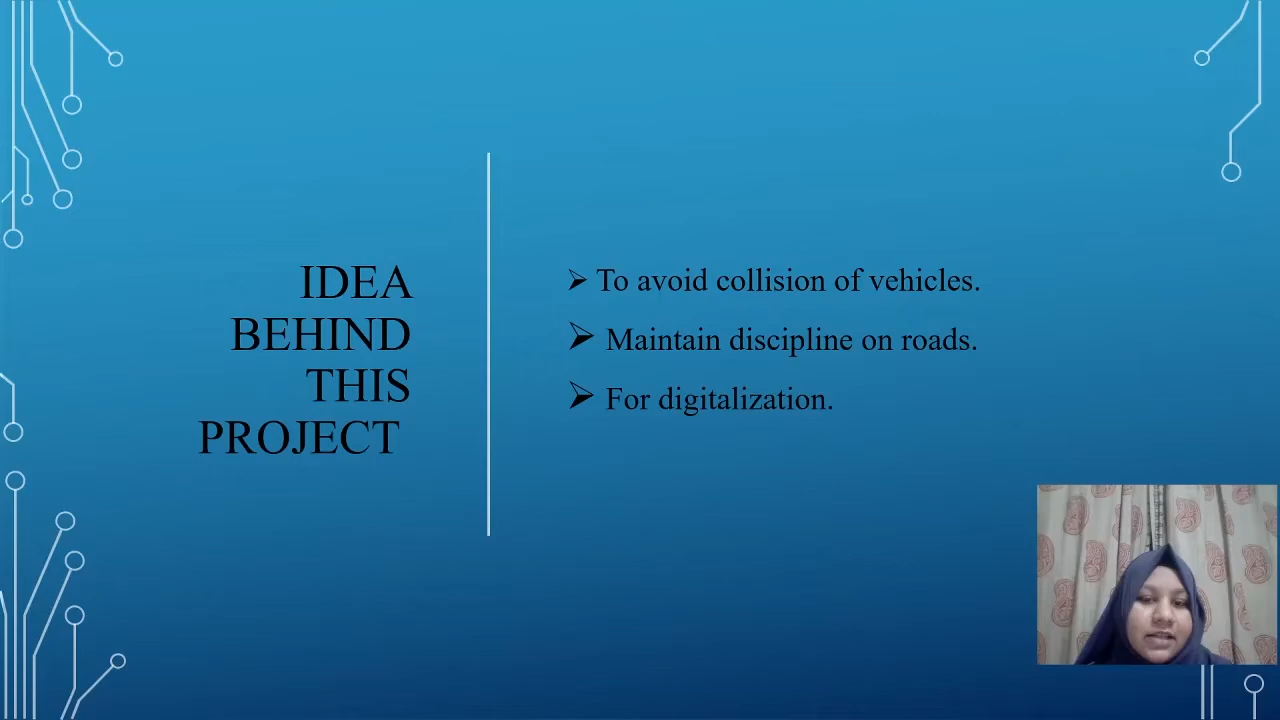 IDEA
BEHIND
THIS
PROJECT
➢ To avoid collision of vehicles.
➢ Maintain discipline on roads.
➢ For digitalization.